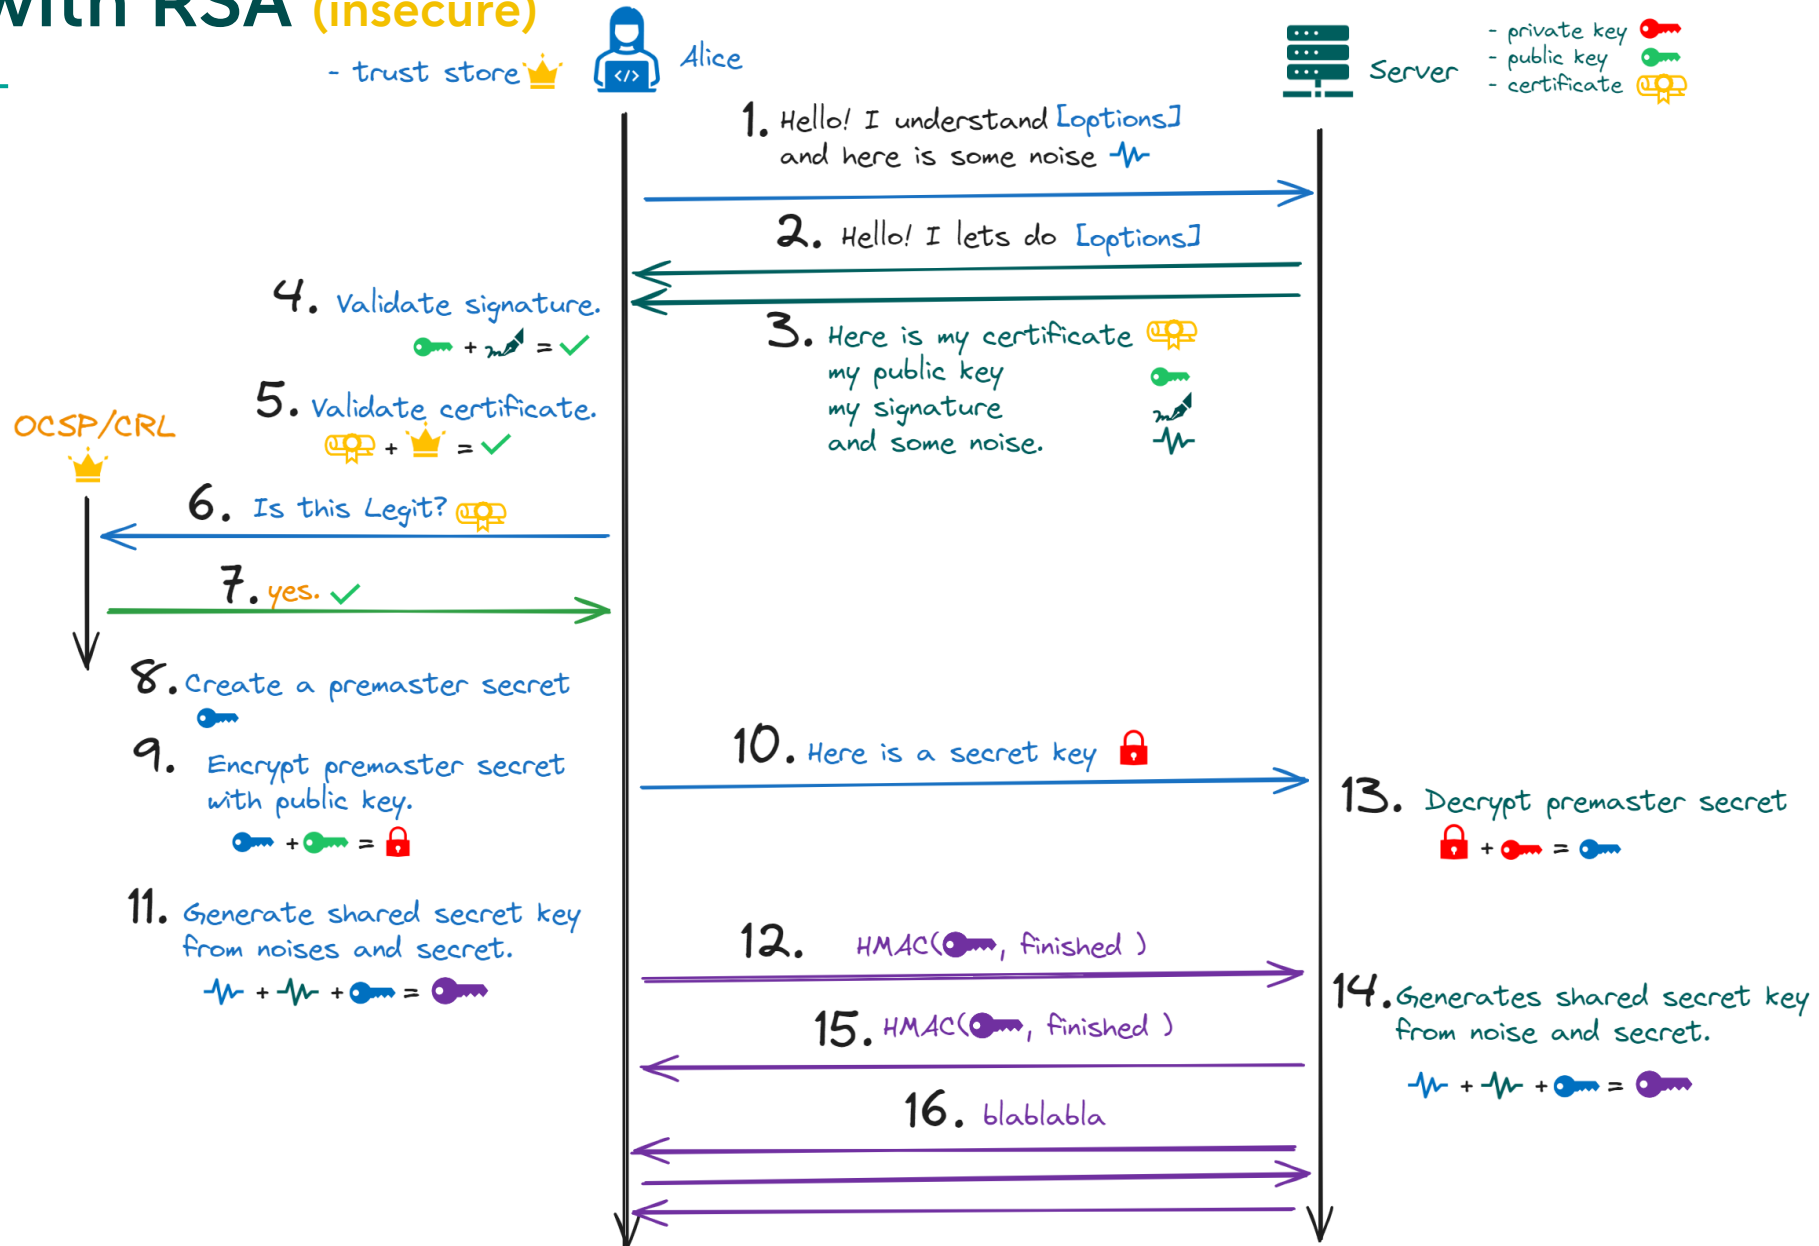 with RSA (insecure)
- trust store
Alice
Server
- private key
- public key
- certificate
1. Hello! I understand [options]
and here is some noise
2. Hello! I lets do [options]
3. Here is my certificate
my public key
my signature
and some noise.
4. Validate signature.
+ =
5. Validate certificate.
+ =
OCSP/CRL
6. Is this Legit?
7. yes.
8. Create a premaster secret
9. Encrypt premaster secret
with public key.
+ =
10. Here is a secret key
11. Generate shared secret key
from noises and secret.
+ + =
12. HMAC( , finished )
13. Decrypt premaster secret
+ =
14. Generates shared secret key
from noise and secret.
+ + =
15. HMAC( , finished )
16. blablabla